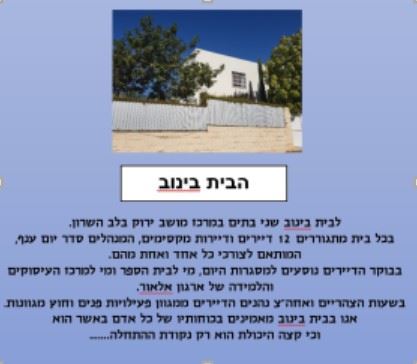 הבית בינוב
לבית בינוב שני בתים במרכז מושב ירוק בלב השרון.
בכל בית מתגוררים 12 דיירים ודיירות מקסימים, המנהלים סדר יום ענף,
המותאם לצורכי כל אחד ואחת מהם.
בבוקר הדיירים נוסעים למסגרות היום, מי לבית הספר ומי למרכז העיסוקים
והלמידה של ארגון אלאור.
בשעות הצהריים ואחה"צ נהנים הדיירים ממגוון פעילויות פנים וחוץ מגוונות.
אנו בבית בינוב מאמינים בכוחותיו של כל אדם באשר הוא
וכי קצה היכולת הוא רק נקודת ההתחלה.......